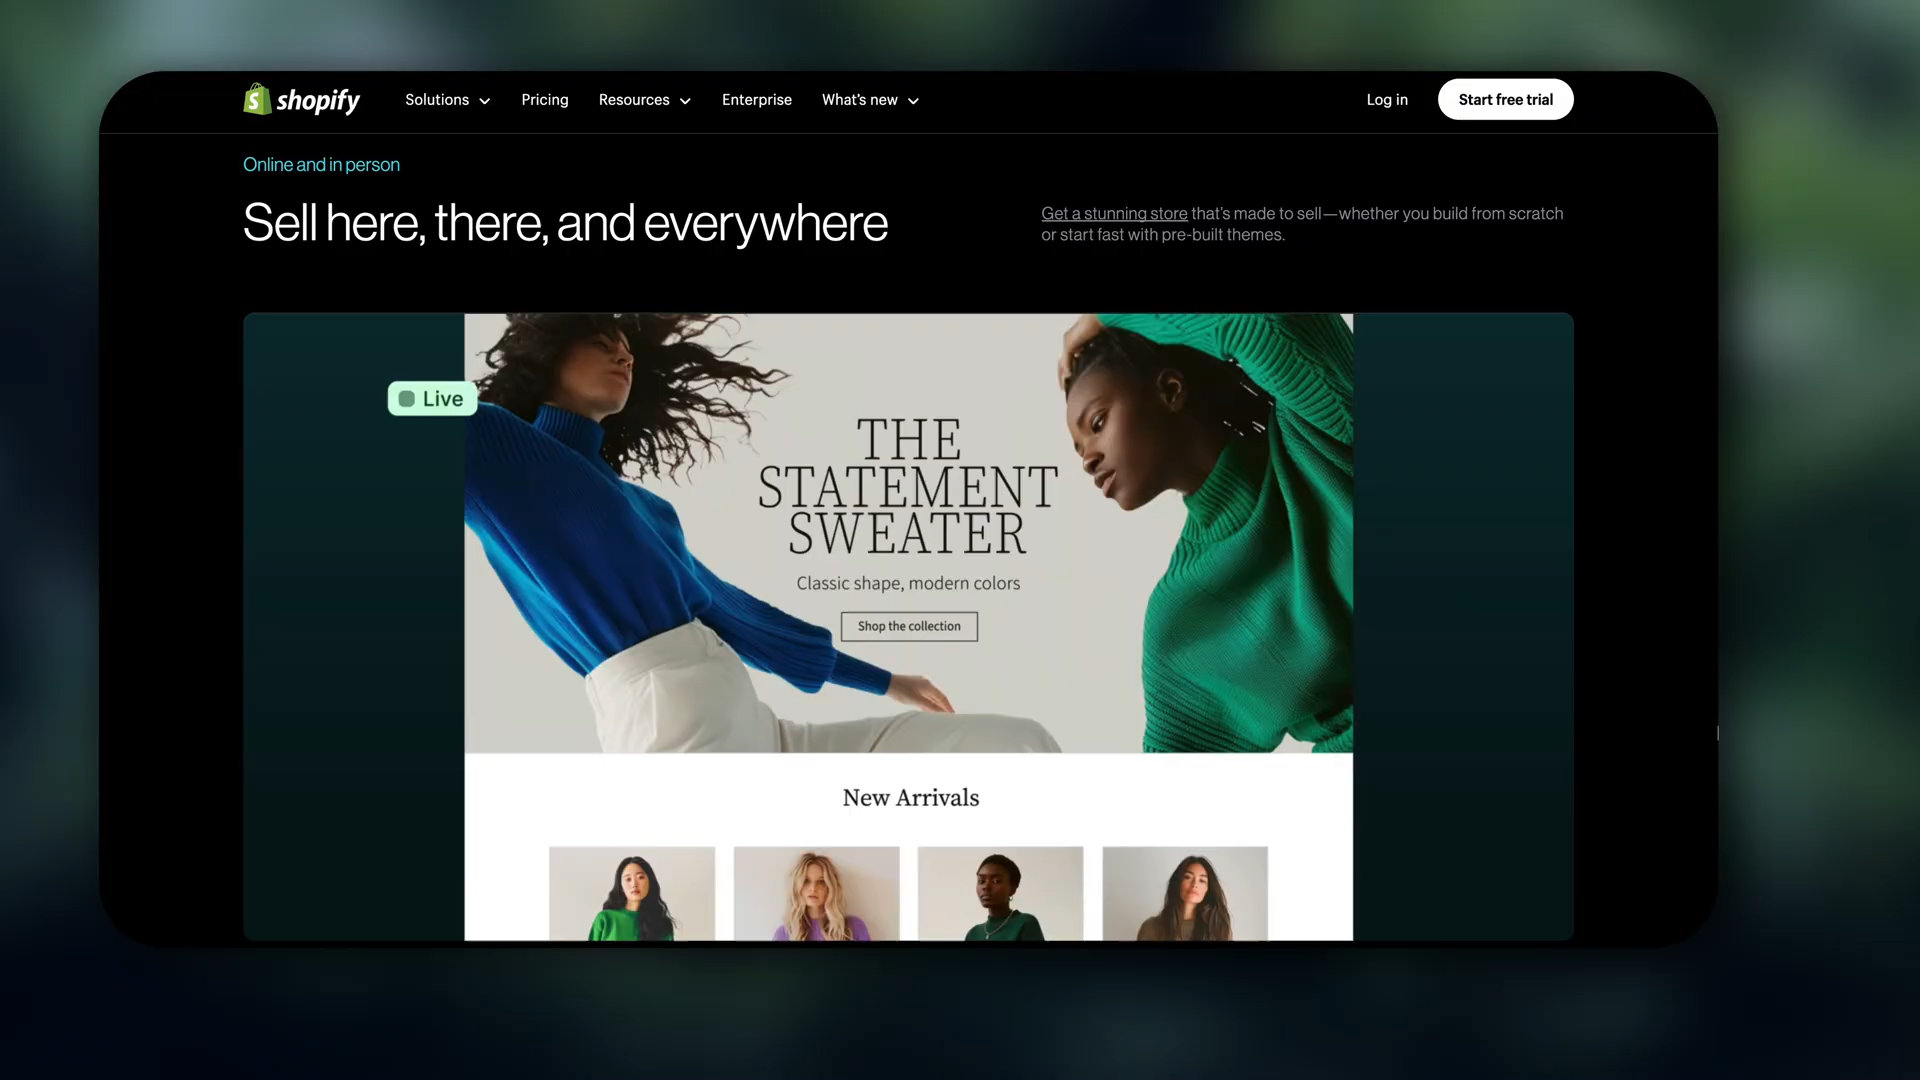 shopify Solutions Pricing Resources Enterprise What's new Log in Start free trial
Online and in person
Sell here, there, and everywhere
Get a stunning store that's made to sell—whether you build from scratch
or start fast with pre-built themes.
Live
THE
STATEMENT
SWEATER
Classic shape, modern colors
Shop the collection
New Arrivals